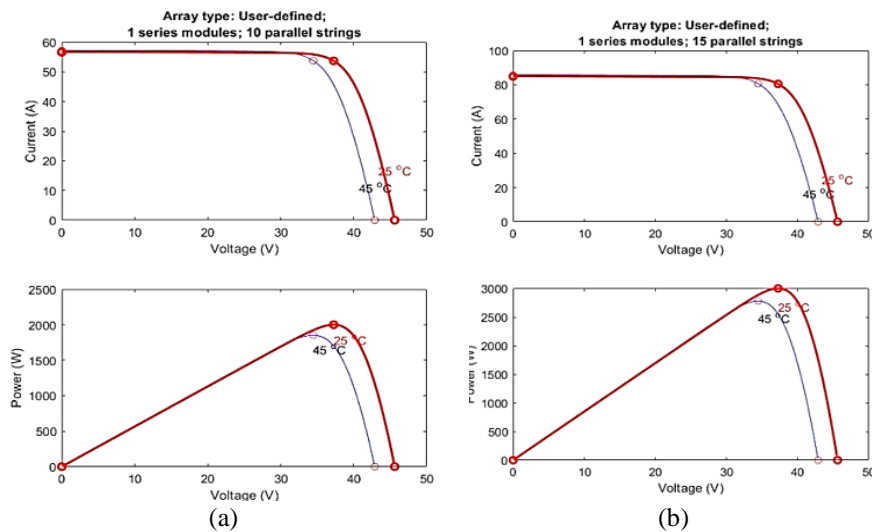 Array type: User-defined;
1 series modules; 10 parallel strings
60
50
40
30
20
10
0
Current (A)
25 °C
45 °C
0 10 20 30 40 50
Voltage (V)
2500
2000
1500
1000
500
0
Power (W)
25 °C
45 °C
0 10 20 30 40 50
Voltage (V)
(a)
Array type: User-defined;
1 series modules; 15 parallel strings
100
80
60
40
20
0
Current (A)
25 °C
45 °C
0 10 20 30 40 50
Voltage (V)
3000
2500
2000
1500
1000
500
0
Power (W)
25 °C
45 °C
0 10 20 30 40 50
Voltage (V)
(b)